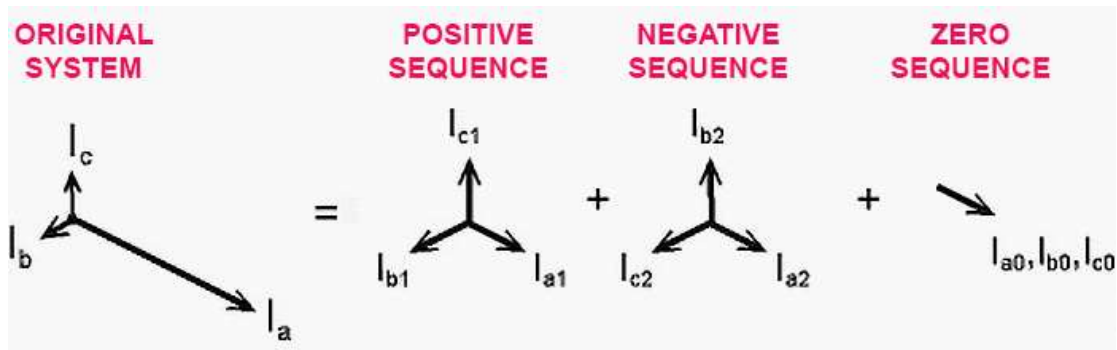 ORIGINAL
SYSTEM
POSITIVE
SEQUENCE
NEGATIVE
SEQUENCE
ZERO
SEQUENCE
Ic
Ib
Ia
=
Ic1
Ib1
Ia1
+
Ib2
Ic2
Ia2
+
Ia0, Ib0, Ic0